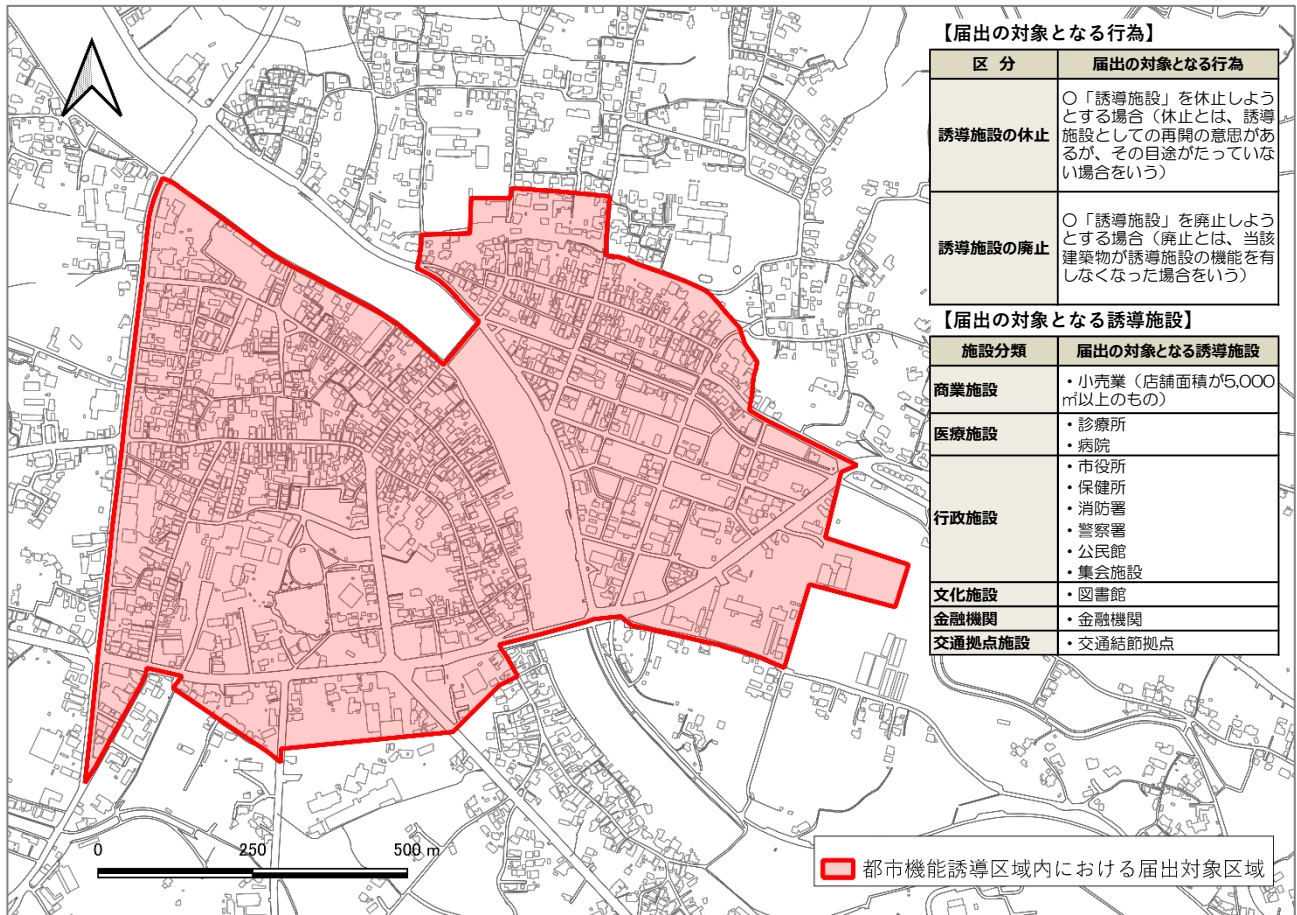 【届出の対象となる行為】
区 分
届出の対象となる行為
誘導施設の休止
〇「誘導施設」を休止しよう
とする場合（休止とは、誘導
施設としての再開の意思があ
るが、その目途がたっていな
い場合をいう）
誘導施設の廃止
〇「誘導施設」を廃止しよう
とする場合（廃止とは、当該
建築物が誘導施設の機能を有
しなくなった場合をいう）
【届出の対象となる誘導施設】
施設分類
届出の対象となる誘導施設
商業施設
・小売業（店舗面積が5,000
㎡以上のもの）
医療施設
・診療所
・病院
行政施設
・市役所
・保健所
・消防署
・警察署
・公民館
・集会施設
文化施設
・図書館
金融機関
・金融機関
交通拠点施設
・交通結節拠点
0 250 500 m
都市機能誘導区域内における届出対象区域